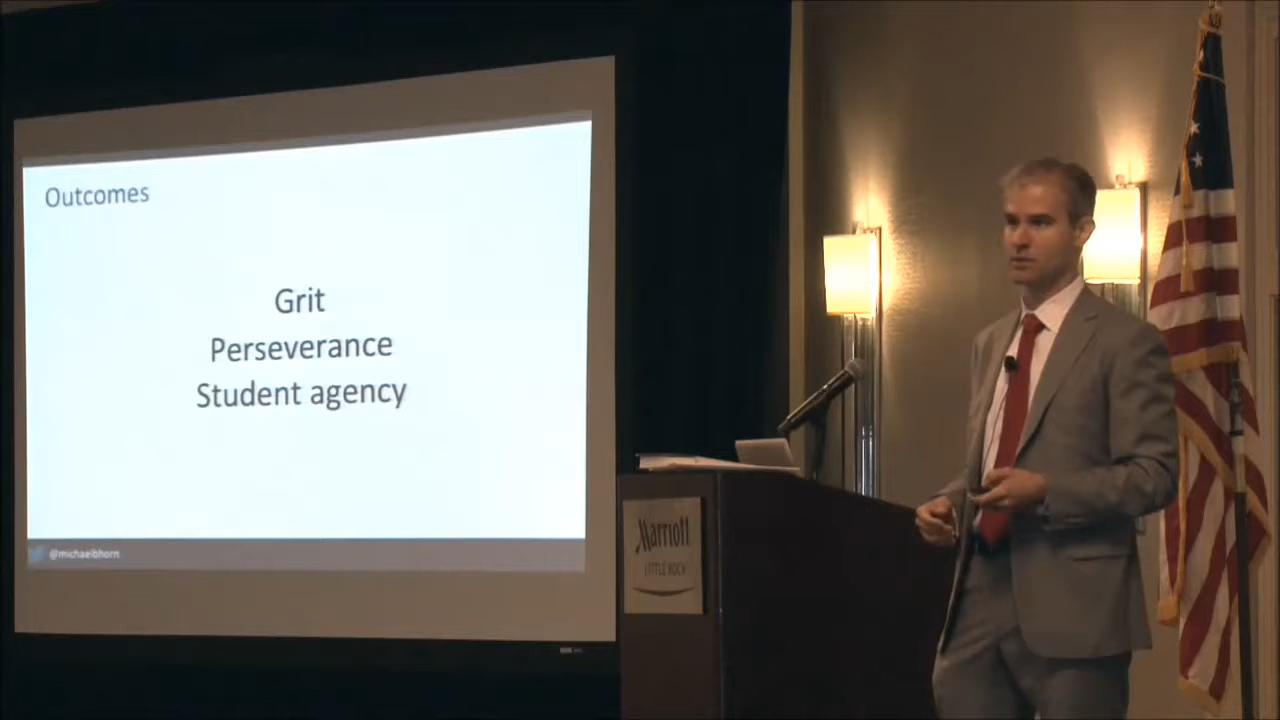 Outcomes
Grit
Perseverance
Student agency
@michaelbhorn
Marriott
LITTLE ROCK